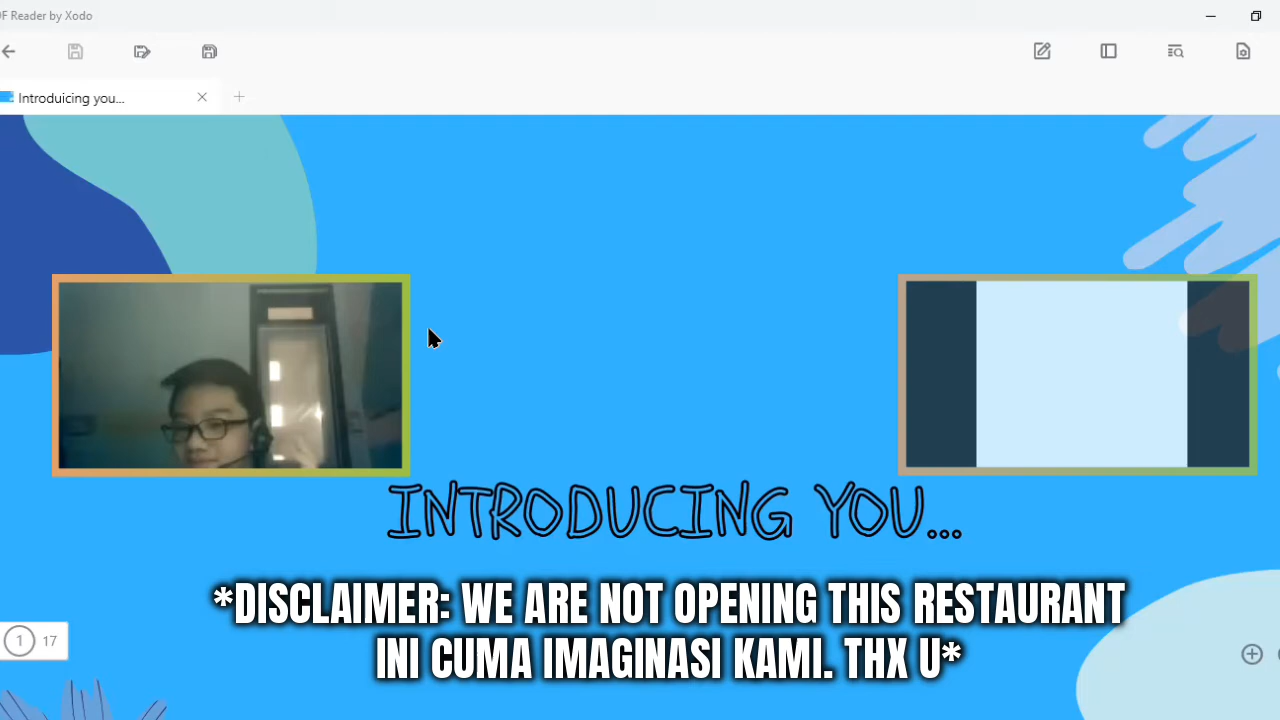 F Reader by Xodo
Introduicing you...
INTRODUCING YOU...
*DISCLAIMER: WE ARE NOT OPENING THIS RESTAURANT
INI CUMA IMAGINASI KAMI. THX U*
1 17